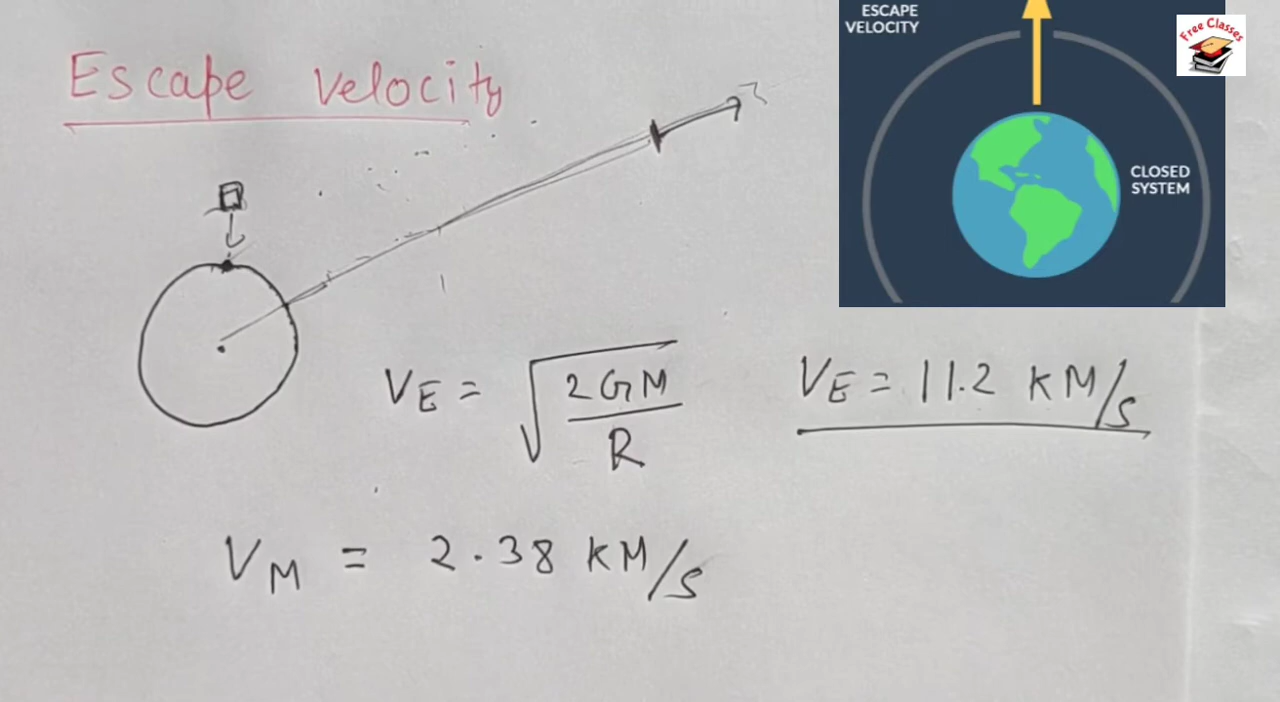 Escape Velocity
ESCAPE
VELOCITY
Free Classes
CLOSED
SYSTEM
VE = √(2GM/R)
VE = 11.2 KM/S
VM = 2.38 KM/S